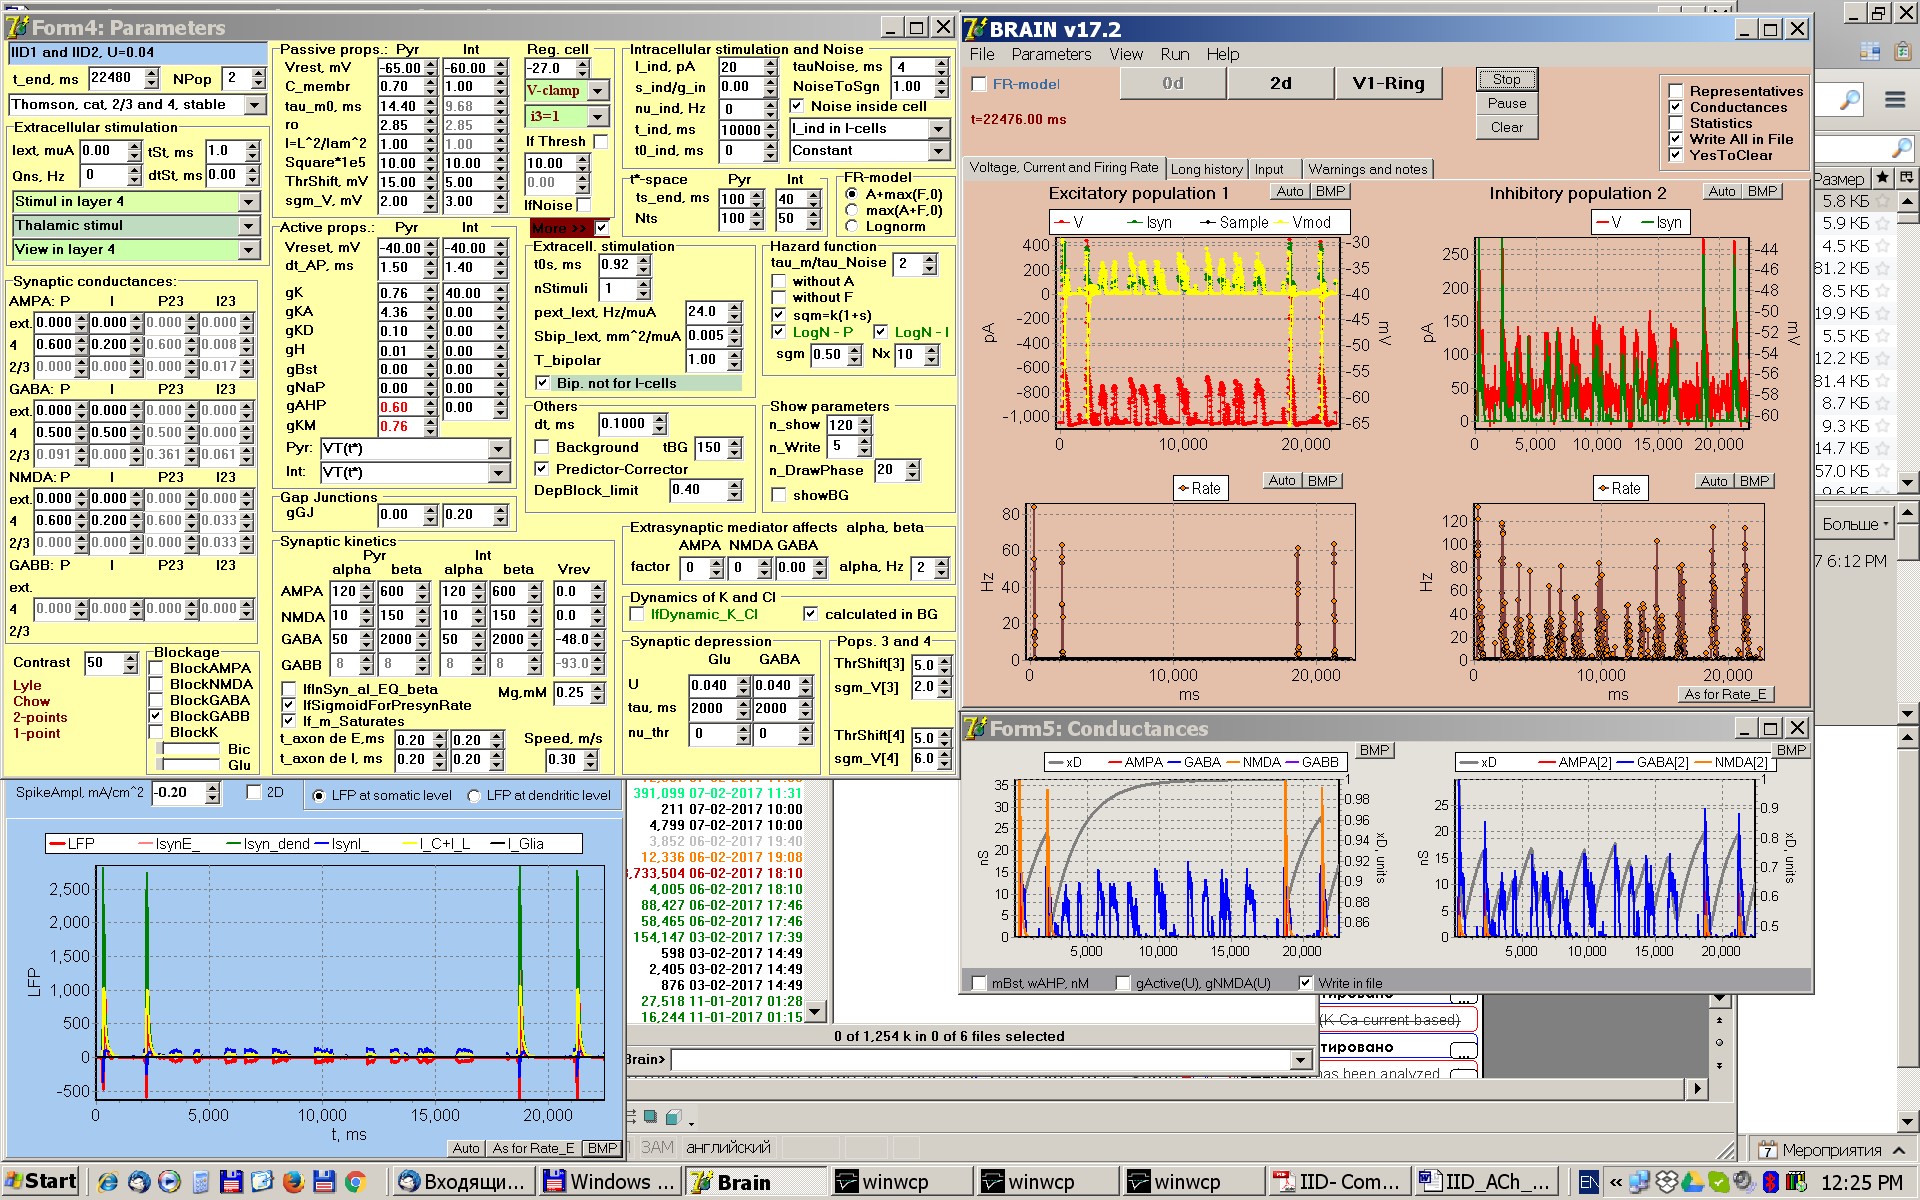 Form4: Parameters
IID1 and IID2, U=0.04
t_end, ms 22480 NPop 2
Thomson, cat, 2/3 and 4, stable
Extracellular stimulation
Iext, muA 0.00 tSt, ms 1.0
Qns, Hz 0 dtSt, ms 0.00
Stimul in layer 4
Thalamic stimul
View in layer 4
Synaptic conductances:
AMPA: P I P23 I23
ext. 0.000 0.000 0.000 0.000
4 0.600 0.200 0.600 0.008
2/3 0.000 0.000 0.000 0.017
GABA: P I P23 I23
ext. 0.000 0.000 0.000 0.000
4 0.500 0.500 0.000 0.000
2/3 0.091 0.000 0.361 0.061
NMDA: P I P23 I23
ext. 0.000 0.000 0.000 0.000
4 0.600 0.200 0.600 0.033
2/3 0.000 0.000 0.000 0.033
GABB: P I P23 I23
ext.
4 0.000 0.000 0.000 0.000
2/3
Contrast 50
Lyle
Chow
2-points
1-point
Blockage
BlockAMPA
BlockNMDA
BlockGABA
BlockGABB
BlockK
Bic
Glu
Passive props.: Pyr Int
Vrest, mV -65.00 -60.00
C_membr 0.70 1.00
tau_m0, ms 14.40 9.68
ro 2.85 2.85
l=L^2/lam^2 1.00 1.00
Square*1e5 10.00 10.00
ThrShift, mV 15.00 5.00
sgm_V, mV 2.00 3.00
Reg. cell
-27.0
V-clamp
i3=1
If Thresh
10.00
0.00
IfNoise
More >>
Active props.: Pyr Int
Vreset, mV -40.00 -40.00
dt_AP, ms 1.50 1.40
gK 0.76 40.00
gKA 4.36 0.00
gKD 0.10 0.00
gH 0.01 0.00
gBst 0.00 0.00
gNaP 0.00 0.00
gAHP 0.60 0.00
gKM 0.76
Pyr: VT(t*)
Int: VT(t*)
Gap Junctions
gGJ 0.00 0.20
Synaptic kinetics
Pyr Int
alpha beta alpha beta Vrev
AMPA 120 600 120 600 0.0
NMDA 10 150 10 150 0.0
GABA 50 2000 50 2000 -48.0
GABB 8 8 8 8 -93.0
IfInSyn_al_EQ_beta Mg,mM 0.25
IfSigmoidForPresynRate
If_m_Saturates
t_axon de E,ms 0.20 0.20 Speed, m/s
t_axon de I, ms 0.20 0.20 0.30
Intracellular stimulation and Noise
I_ind, pA 20 tauNoise, ms 4
s_ind/g_in 0.00 NoiseToSgn 1.00
nu_ind, Hz 0 Noise inside cell
t_ind, ms 10000 I_ind in I-cells
t0_ind, ms 0 Constant
t*-space Pyr Int
ts_end, ms 100 40
Nts 100 50
FR-model
A+max(F,0)
max(A+F,0)
Lognorm
Extracell. stimulation
t0s, ms 0.92
nStimuli 1
pext_Iext, Hz/muA 24.0
Sbip_Iext, mm^2/muA 0.005
T_bipolar 1.00
Bip. not for I-cells
Hazard function
tau_m/tau_Noise 2
without A
without F
sqm=k(1+s)
LogN - P LogN - I
sgm 0.50 Nx 10
Others
dt, ms 0.1000
Background tBG 150
Predictor-Corrector
DepBlock_limit 0.40
Show parameters
n_show 120
n_Write 5
n_DrawPhase 20
showBG
Extrasynaptic mediator affects alpha, beta
AMPA NMDA GABA
factor 0 0 0.00 alpha, Hz 2
Dynamics of K and Cl
IfDynamic_K_Cl calculated in BG
Synaptic depression
Glu GABA
U 0.040 0.040
tau, ms 2000 2000
nu_thr 0 0
Pops. 3 and 4
ThrShift[3] 5.0
sgm_V[3] 2.0
ThrShift[4] 5.0
sgm_V[4] 6.0
BRAIN v17.2
File Parameters View Run Help
FR-model 0d 2d V1-Ring
t=22476.00 ms
Stop
Pause
Clear
Representatives
Conductances
Statistics
Write All in File
YesToClear
Voltage, Current and Firing Rate Long history Input Warnings and notes
Excitatory population 1 Auto BMP
V Isyn Sample Vmod
400 200 0 -200 -400 -600 -800 -1,000
pA
-30 -35 -40 -45 -50 -55 -60 -65
mV
0 10,000 20,000
Inhibitory population 2 Auto BMP
V Isyn
250 200 150 100 50 0
pA
-44 -46 -48 -50 -52 -54 -56 -58 -60
mV
0 5,000 10,000 15,000 20,000
Rate Auto BMP
80 60 40 20 0
Hz
0 10,000 20,000
ms
Rate Auto BMP
120 100 80 60 40 20 0
Hz
0 10,000 20,000
ms
As for Rate_E
Form5: Conductances
BMP
xD AMPA GABA NMDA GABB
35 30 25 20 15 10 5 0
nS
1 0.98 0.96 0.94 0.92 0.9 0.88 0.86
xD, units
5,000 10,000 15,000 20,000
BMP
xD AMPA[2] GABA[2] NMDA[2]
25 20 15 10 5 0
nS
1 0.9 0.8 0.7 0.6 0.5
xD, units
5,000 10,000 15,000 20,000
mBst, wAHP, nM gActive(U), gNMDA(U) Write in file
SpikeAmpl, mA/cm^2 -0.20 2D LFP at somatic level LFP at dendritic level
LFP IsynE_ Isyn_dend IsynI_ I_C+I_L I_Glia
2,500
2,000
1,500
1,000
500
0
-500
LFP
0 5,000 10,000 15,000 20,000
t, ms
Auto As for Rate_E BMP
391,099 07-02-2017 11:31
211 07-02-2017 10:00
4,799 07-02-2017 10:00
3,852 06-02-2017 19:40
12,336 06-02-2017 19:08
,733,504 06-02-2017 18:10
4,005 06-02-2017 18:10
88,427 06-02-2017 17:46
58,465 06-02-2017 17:46
154,147 03-02-2017 17:39
598 03-02-2017 14:49
2,405 03-02-2017 14:49
876 03-02-2017 14:49
27,518 11-01-2017 01:28
16,244 11-01-2017 01:15
0 of 1,254 k in 0 of 6 files selected
Brain>
(K-Ca current based)
тировано
has been analyzed
ЗАМ английский
Размер
5.8 КБ
5.9 КБ
4.5 КБ
81.2 КБ
8.5 КБ
19.9 КБ
5.5 КБ
12.2 КБ
81.4 КБ
8.7 КБ
9.3 КБ
14.7 КБ
57.0 КБ
9.6 КБ
Больше
7 6:12 PM
7 Мероприятия
Start Входящи... Windows ... Brain winwcp winwcp winwcp IID- Com... IID_ACh_... EN « 12:25 PM